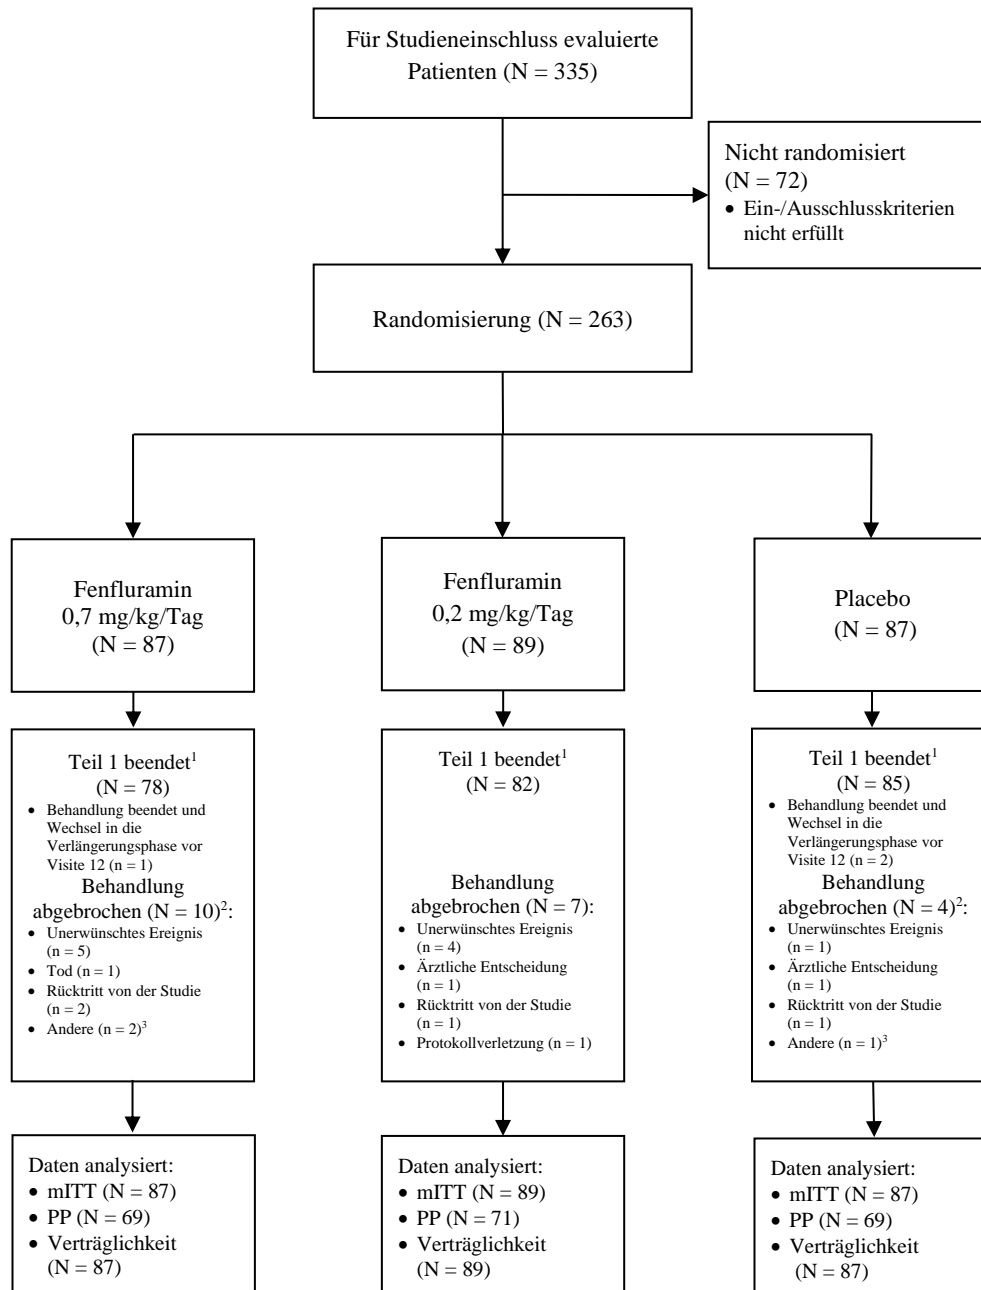 Für Studieneinschluss evaluierte
Patienten (N = 335)
Nicht randomisiert
(N = 72)
• Ein-/Ausschlusskriterien
nicht erfüllt
Randomisierung (N = 263)
Fenfluramin
0,7 mg/kg/Tag
(N = 87)
Fenfluramin
0,2 mg/kg/Tag
(N = 89)
Placebo
(N = 87)
Teil 1 beendet¹
(N = 78)
• Behandlung beendet und
Wechsel in die
Verlängerungsphase vor
Visite 12 (n = 1)
Behandlung
abgebrochen (N = 10)²:
• Unerwünschtes Ereignis
(n = 5)
• Tod (n = 1)
• Rücktritt von der Studie
(n = 2)
• Andere (n = 2)³
Teil 1 beendet¹
(N = 82)
Behandlung
abgebrochen (N = 7):
• Unerwünschtes Ereignis
(n = 4)
• Ärztliche Entscheidung
(n = 1)
• Rücktritt von der Studie
(n = 1)
• Protokollverletzung (n = 1)
Teil 1 beendet¹
(N = 85)
• Behandlung beendet und
Wechsel in die
Verlängerungsphase vor
Visite 12 (n = 2)
Behandlung
abgebrochen (N = 4)²:
• Unerwünschtes Ereignis
(n = 1)
• Ärztliche Entscheidung
(n = 1)
• Rücktritt von der Studie
(n = 1)
• Andere (n = 1)³
Daten analysiert:
• mITT (N = 87)
• PP (N = 69)
• Verträglichkeit
(N = 87)
Daten analysiert:
• mITT (N = 89)
• PP (N = 71)
• Verträglichkeit
(N = 89)
Daten analysiert:
• mITT (N = 87)
• PP (N = 69)
• Verträglichkeit
(N = 87)